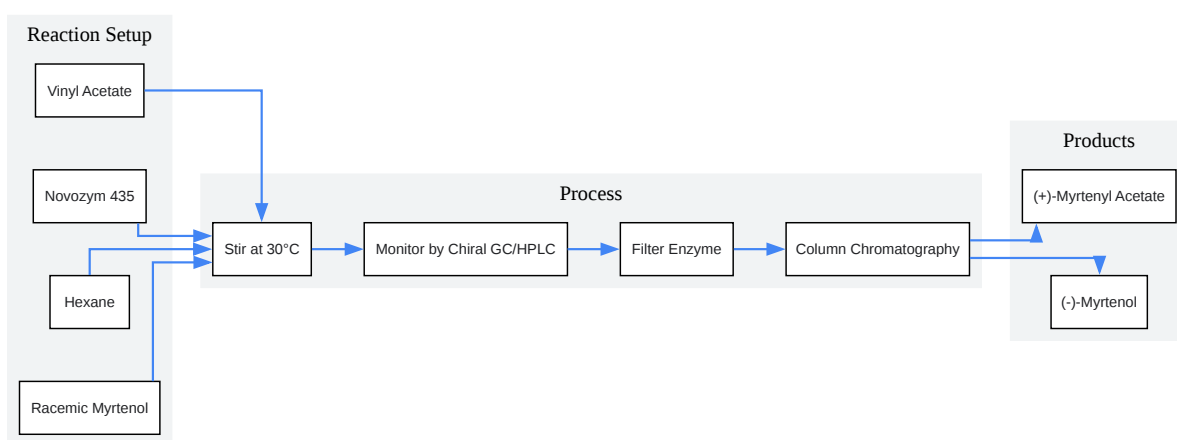 Reaction Setup
Vinyl Acetate
Novozym 435
Hexane
Racemic Myrtenol
Process
Stir at 30°C
Monitor by Chiral GC/HPLC
Filter Enzyme
Column Chromatography
Products
(+)-Myrtenyl Acetate
(-)-Myrtenol